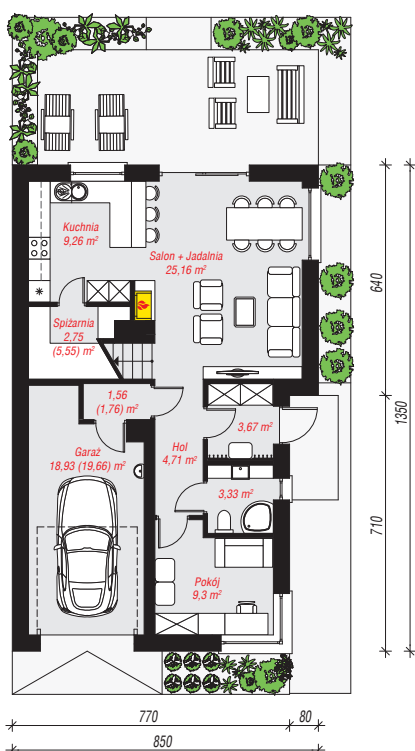 Kuchnia
9,26 m²
Salon + Jadalnia
25,16 m²
Spiżarnia
2,75
(5,55) m²
1,56
(1,76) m²
3,67 m²
Hol
4,71 m²
Garaż
18,93 (19,66) m²
3,33 m²
Pokój
9,3 m²
640
1350
710
770
80
850